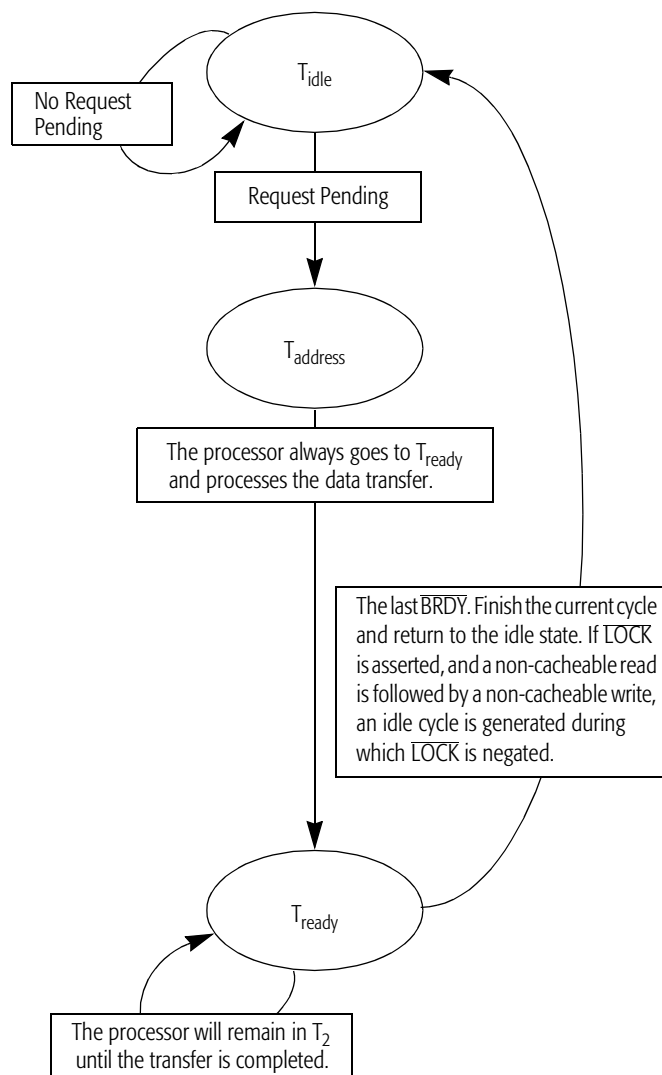 T_idle
No Request
Pending
Request Pending
T_address
The processor always goes to T_ready
and processes the data transfer.
The last B̅R̅D̅Y̅. Finish the current cycle
and return to the idle state. If L̅O̅C̅K̅
is asserted, and a non-cacheable read
is followed by a non-cacheable write,
an idle cycle is generated during
which L̅O̅C̅K̅ is negated.
T_ready
The processor will remain in T_2
until the transfer is completed.